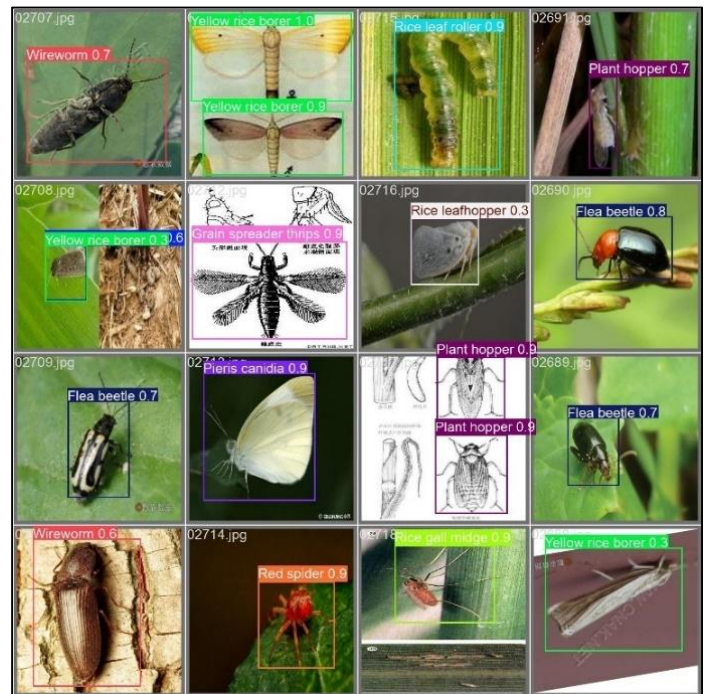 02707.jpg
Wireworm 0.7
Yellow rice borer 1.0
Yellow rice borer 0.9
02715.jpg
Rice leaf roller 0.9
02691.jpg
Plant hopper 0.7
02708.jpg
Yellow rice borer 0.3
0.6
Grain spreader thrips 0.9
02716.jpg
Rice leafhopper 0.3
02690.jpg
Flea beetle 0.8
02709.jpg
Flea beetle 0.7
Pieris canidia 0.9
Plant hopper 0.9
Plant hopper 0.9
02689.jpg
Flea beetle 0.7
Wireworm 0.6
02714.jpg
Red spider 0.9
Rice gall midge 0.9
Yellow rice borer 0.3